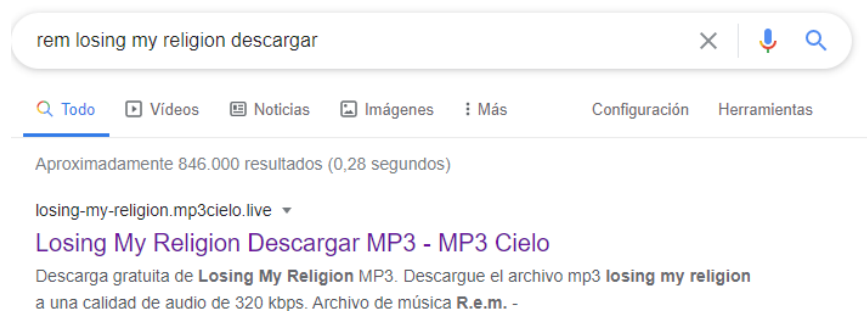 rem losing my religion descargar
Todo Vídeos Noticias Imágenes Más Configuración Herramientas
Aproximadamente 846.000 resultados (0,28 segundos)
losing-my-religion.mp3cielo.live
Losing My Religion Descargar MP3 - MP3 Cielo
Descarga gratuita de Losing My Religion MP3. Descargue el archivo mp3 losing my religion
a una calidad de audio de 320 kbps. Archivo de música R.e.m. -